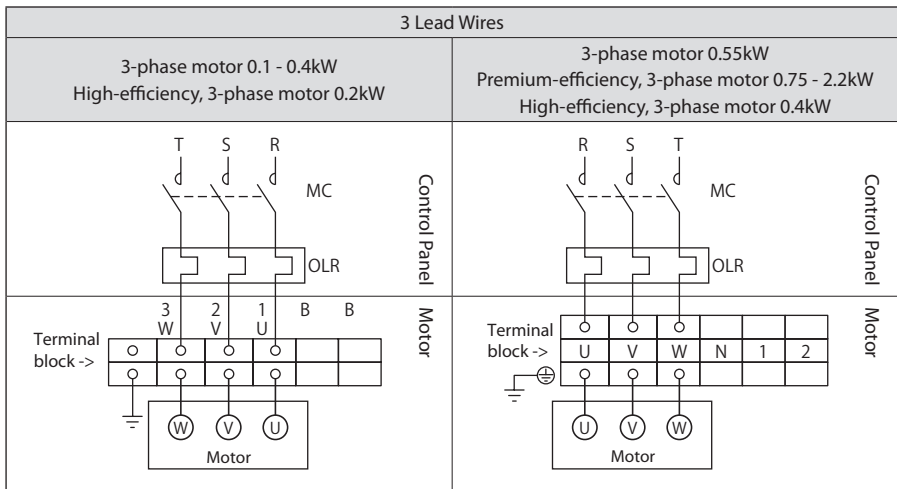 3 Lead Wires
3-phase motor 0.1 - 0.4kW
High-efficiency, 3-phase motor 0.2kW
3-phase motor 0.55kW
Premium-efficiency, 3-phase motor 0.75 - 2.2kW
High-efficiency, 3-phase motor 0.4kW
T S R
MC
OLR
Control Panel
3 2 1 B B
W V U
Terminal
block ->
W V U
Motor
Motor
R S T
MC
OLR
Control Panel
Terminal
block ->
U V W N 1 2
U V W
Motor
Motor